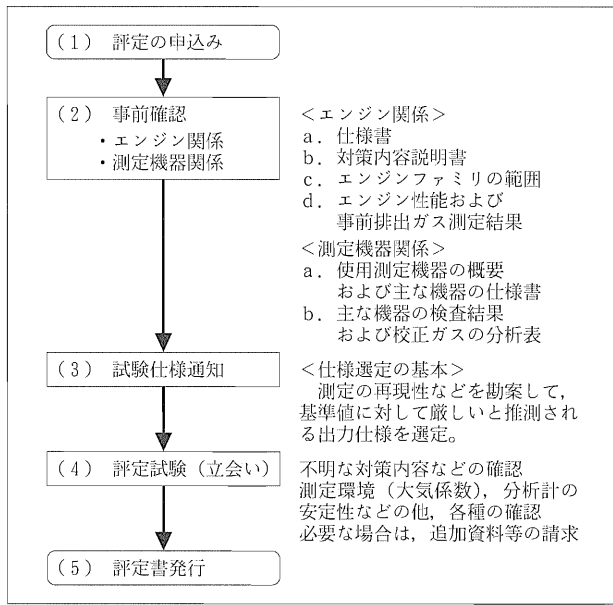 (1) 評定の申込み
(2) 事前確認
・エンジン関係
・測定機器関係
<エンジン関係>
a. 仕様書
b. 対策内容説明書
c. エンジンファミリの範囲
d. エンジン性能および
事前排出ガス測定結果
<測定機器関係>
a. 使用測定機器の概要
および主な機器の仕様書
b. 主な機器の検査結果
および校正ガスの分析表
(3) 試験仕様通知
<仕様選定の基本>
測定の再現性などを勘案して,
基準値に対して厳しいと推測され
る出力仕様を選定。
(4) 評定試験(立会い)
不明な対策内容などの確認
測定環境(大気係数), 分析計の
安定性などの他, 各種の確認
必要な場合は, 追加資料等の請求
(5) 評定書発行